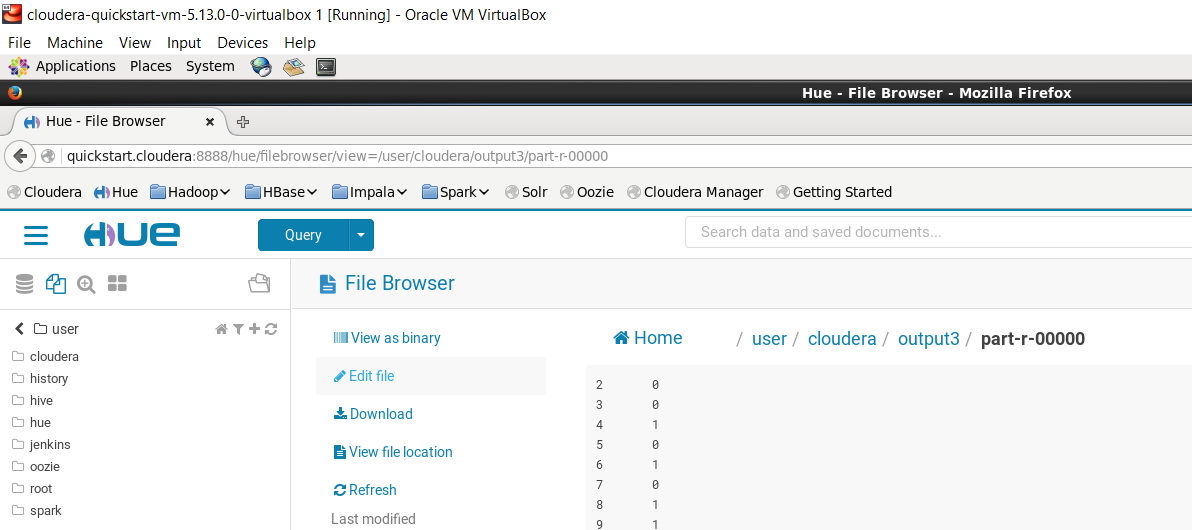 cloudera-quickstart-vm-5.13.0-0-virtualbox 1 [Running] - Oracle VM VirtualBox
File Machine View Input Devices Help
Applications Places System
Hue - File Browser - Mozilla Firefox
Hue - File Browser
quickstart.cloudera:8888/hue/filebrowser/view=/user/cloudera/output3/part-r-00000
Cloudera Hue Hadoop HBase Impala Spark Solr Oozie Cloudera Manager Getting Started
HUE Query Search data and saved documents...
File Browser
user
cloudera
history
hive
hue
jenkins
oozie
root
spark
View as binary
Edit file
Download
View file location
Refresh
Last modified
Home / user / cloudera / output3 / part-r-00000
2 0
3 0
4 1
5 0
6 1
7 0
8 1
9 1